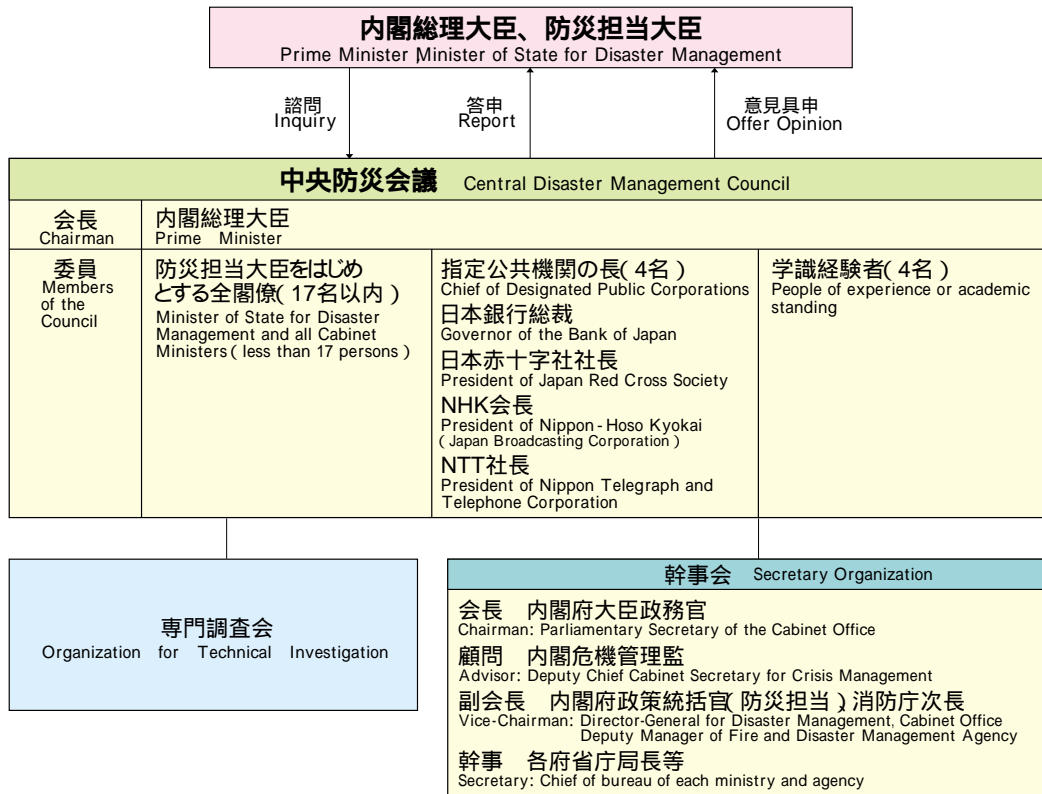 内閣総理大臣、防災担当大臣
Prime Minister, Minister of State for Disaster Management
諮問
Inquiry
答申
Report
意見具申
Offer Opinion
中央防災会議 Central Disaster Management Council
会長
Chairman
内閣総理大臣
Prime Minister
委員
Members
of the
Council
防災担当大臣をはじめ
とする全閣僚(17名以内)
Minister of State for Disaster
Management and all Cabinet
Ministers(less than 17 persons)
指定公共機関の長(4名)
Chief of Designated Public Corporations
日本銀行総裁
Governor of the Bank of Japan
日本赤十字社社長
President of Japan Red Cross Society
NHK会長
President of Nippon-Hoso Kyokai
(Japan Broadcasting Corporation)
NTT社長
President of Nippon Telegraph and
Telephone Corporation
学識経験者(4名)
People of experience or academic
standing
専門調査会
Organization for Technical Investigation
幹事会 Secretary Organization
会長 内閣府大臣政務官
Chairman: Parliamentary Secretary of the Cabinet Office
顧問 内閣危機管理監
Advisor: Deputy Chief Cabinet Secretary for Crisis Management
副会長 内閣府政策統括官(防災担当)、消防庁次長
Vice-Chairman: Director-General for Disaster Management, Cabinet Office
Deputy Manager of Fire and Disaster Management Agency
幹事 各府省庁局長等
Secretary: Chief of bureau of each ministry and agency